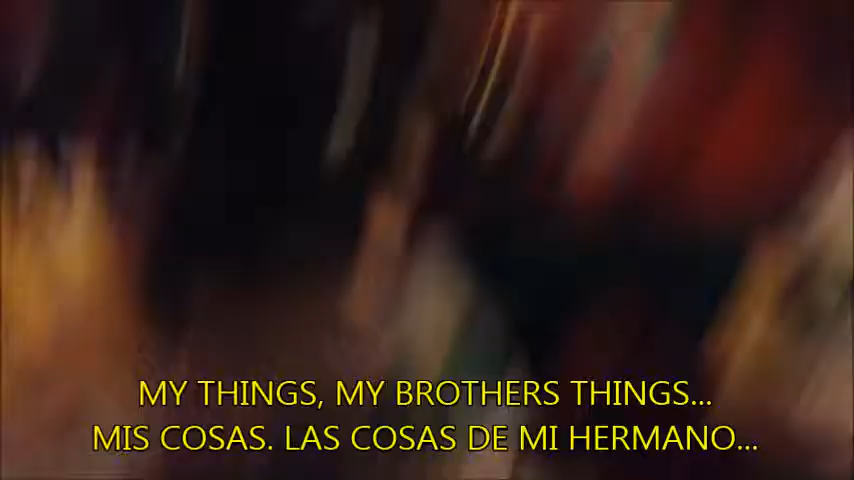 MY THINGS, MY BROTHERS THINGS...
MIS COSAS. LAS COSAS DE MI HERMANO...